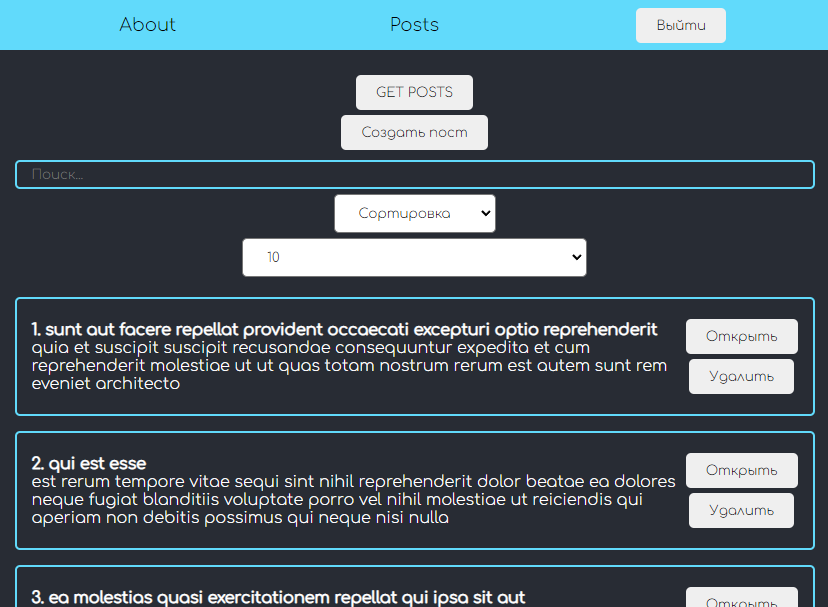 About Posts Выйти
GET POSTS
Создать пост
Поиск...
Сортировка
10
1. sunt aut facere repellat provident occaecati excepturi optio reprehenderit
quia et suscipit suscipit recusandae consequuntur expedita et cum
reprehenderit molestiae ut ut quas totam nostrum rerum est autem sunt rem
eveniet architecto
Открыть
Удалить
2. qui est esse
est rerum tempore vitae sequi sint nihil reprehenderit dolor beatae ea dolores
neque fugiat blanditiis voluptate porro vel nihil molestiae ut reiciendis qui
aperiam non debitis possimus qui neque nisi nulla
Открыть
Удалить
3. ea molestias quasi exercitationem repellat qui ipsa sit aut
Открыть